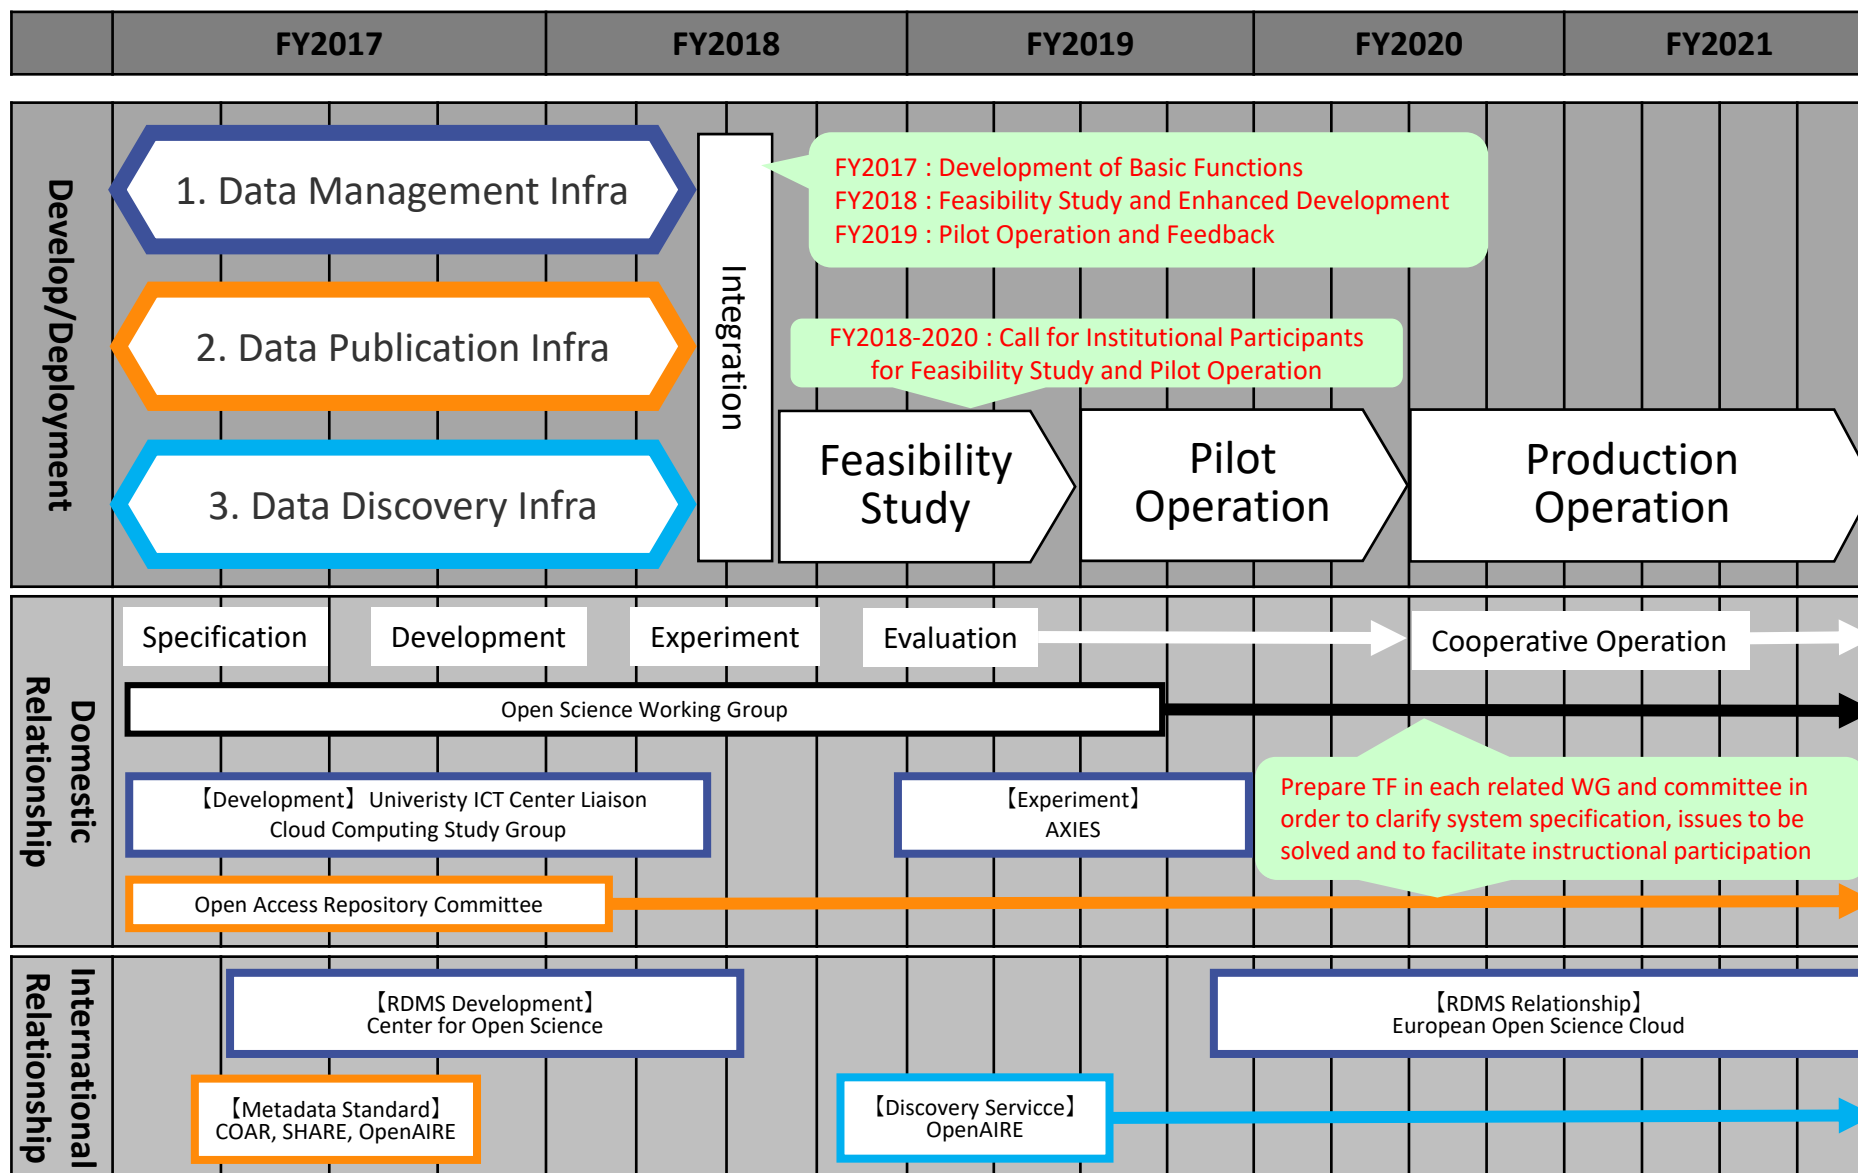 FY2017
FY2018
FY2019
FY2020
FY2021
Develop/Deployment
1. Data Management Infra
2. Data Publication Infra
3. Data Discovery Infra
Integration
FY2017 : Development of Basic Functions
FY2018 : Feasibility Study and Enhanced Development
FY2019 : Pilot Operation and Feedback
FY2018-2020 : Call for Institutional Participants
for Feasibility Study and Pilot Operation
Feasibility
Study
Pilot
Operation
Production
Operation
Domestic
Relationship
Specification
Development
Experiment
Evaluation
Cooperative Operation
Open Science Working Group
【Development】Univeristy ICT Center Liaison
Cloud Computing Study Group
【Experiment】
AXIES
Prepare TF in each related WG and committee in
order to clarify system specification, issues to be
solved and to facilitate instructional participation
Open Access Repository Committee
International
Relationship
【RDMS Development】
Center for Open Science
【RDMS Relationship】
European Open Science Cloud
【Metadata Standard】
COAR, SHARE, OpenAIRE
【Discovery Servicce】
OpenAIRE